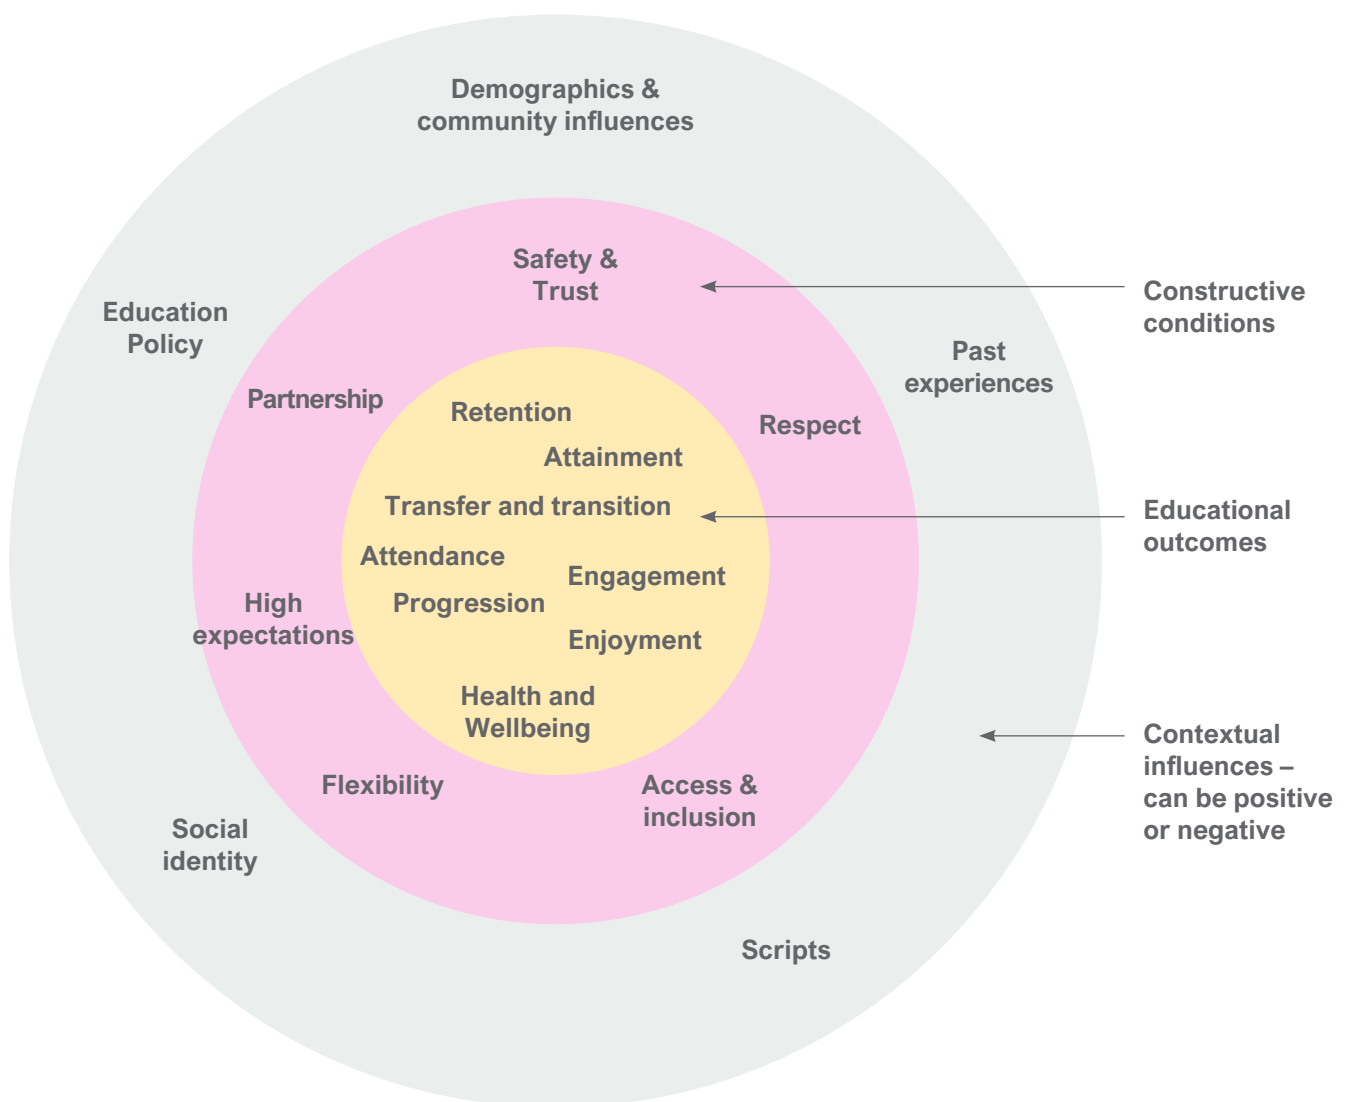 Demographics &
community influences
Safety &
Trust
Constructive
conditions
Education
Policy
Past
experiences
Partnership
Retention
Respect
Attainment
Transfer and transition
Educational
outcomes
Attendance
Engagement
Progression
High
expectations
Enjoyment
Health and
Wellbeing
Contextual
influences –
can be positive
or negative
Flexibility
Access &
inclusion
Social
identity
Scripts